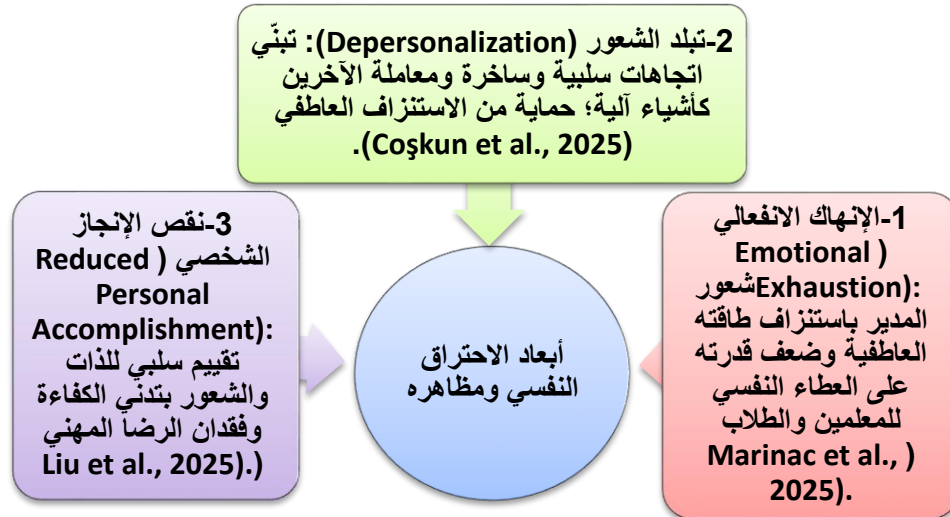 2-تبلد الشعور (Depersonalization): تبنّي
اتجاهات سلبية وساخرة ومعاملة الآخرين
كأشياء آلية؛ حماية من الاستنزاف العاطفي
(Coşkun et al., 2025).
1-الإنهاك الانفعالي
( Emotional
Exhaustion): شعور
المدير باستنزاف طاقته
العاطفية وضعف قدرته
على العطاء النفسي
للمعلمين والطلاب
( Marinac et al.,
2025).
أبعاد الاحتراق
النفسي ومظاهره
3-نقص الإنجاز
الشخصي ( Reduced
Personal
Accomplishment):
تقييم سلبي للذات
والشعور بتدني الكفاءة
وفقدان الرضا المهني
(Liu et al., 2025).